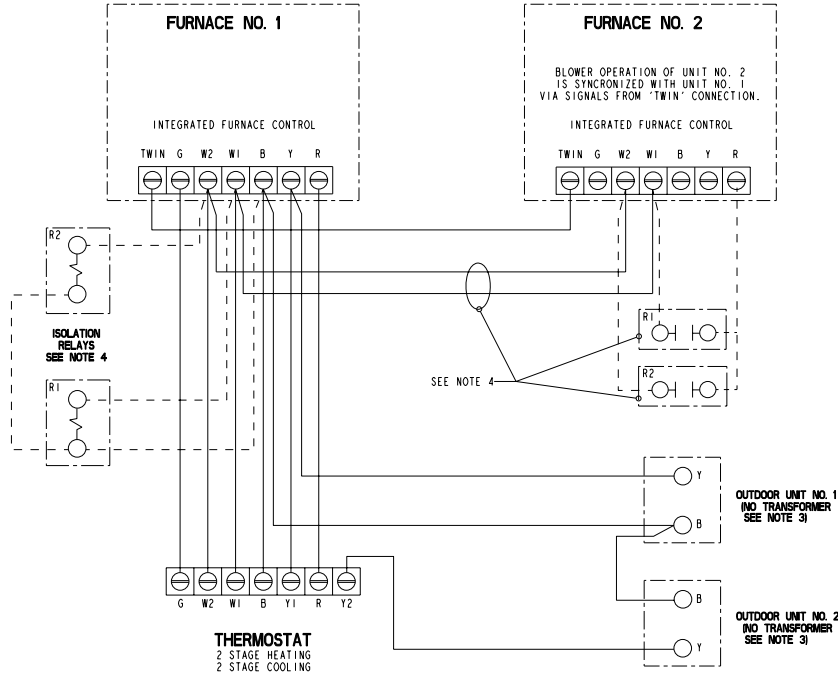 FURNACE NO. 1
INTEGRATED FURNACE CONTROL
TWIN G W2 W1 B Y R
FURNACE NO. 2
BLOWER OPERATION OF UNIT NO. 2
IS SYNCRONIZED WITH UNIT NO. 1
VIA SIGNALS FROM 'TWIN' CONNECTION.
INTEGRATED FURNACE CONTROL
TWIN G W2 W1 B Y R
R2
ISOLATION
RELAYS
SEE NOTE 4
R1
R1
R2
SEE NOTE 4
Y
B
OUTDOOR UNIT NO. 1
(NO TRANSFORMER
SEE NOTE 3)
B
Y
OUTDOOR UNIT NO. 2
(NO TRANSFORMER
SEE NOTE 3)
G W2 W1 B Y1 R Y2
THERMOSTAT
2 STAGE HEATING
2 STAGE COOLING